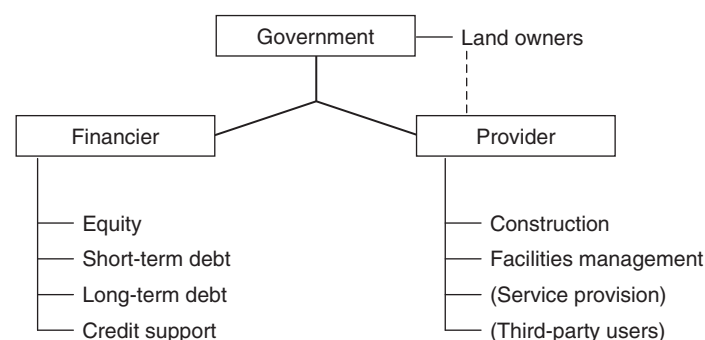 Government
Land owners
Financier
Provider
Equity
Short-term debt
Long-term debt
Credit support
Construction
Facilities management
(Service provision)
(Third-party users)